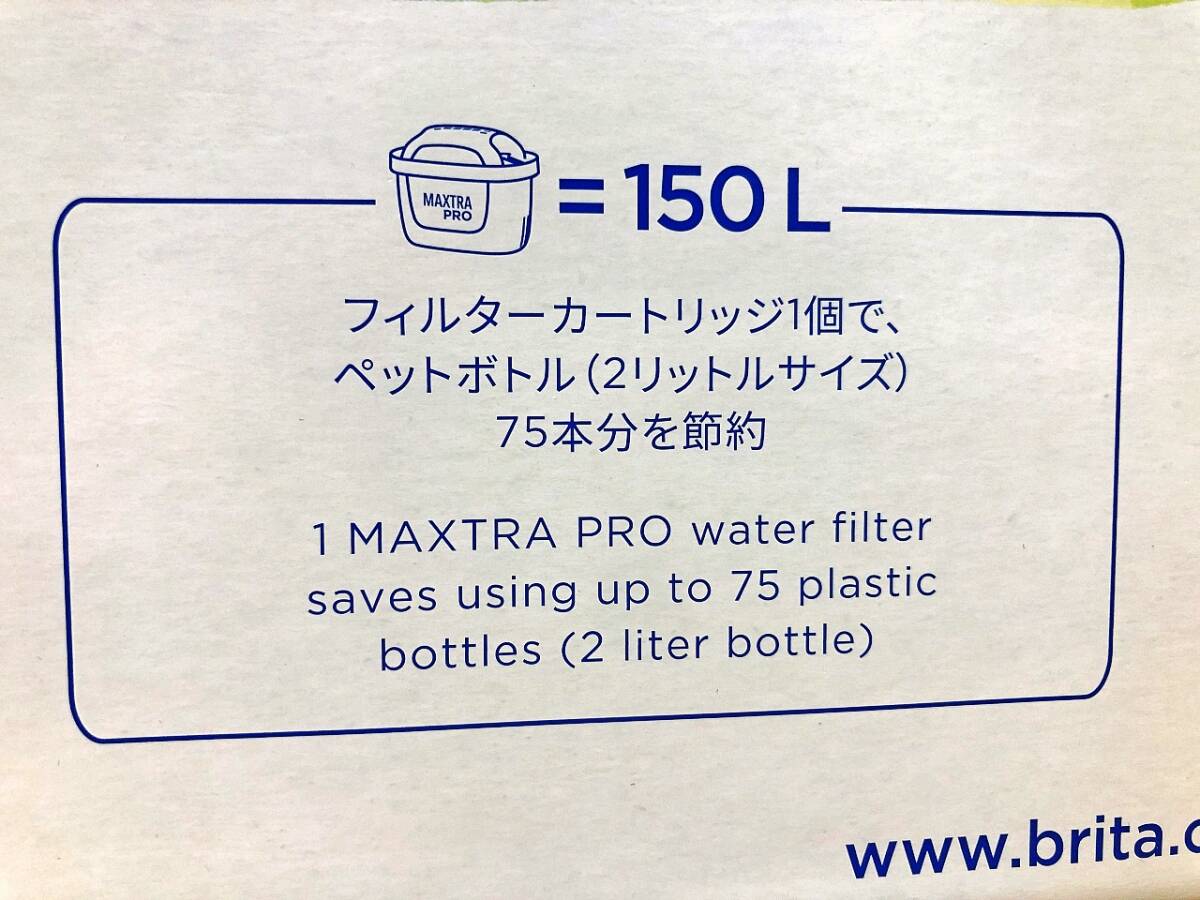 MAXTRA
PRO
= 150 L
フィルターカートリッジ1個で、
ペットボトル（2リットルサイズ）
75本分を節約
1 MAXTRA PRO water filter
saves using up to 75 plastic
bottles (2 liter bottle)
www.brita.c